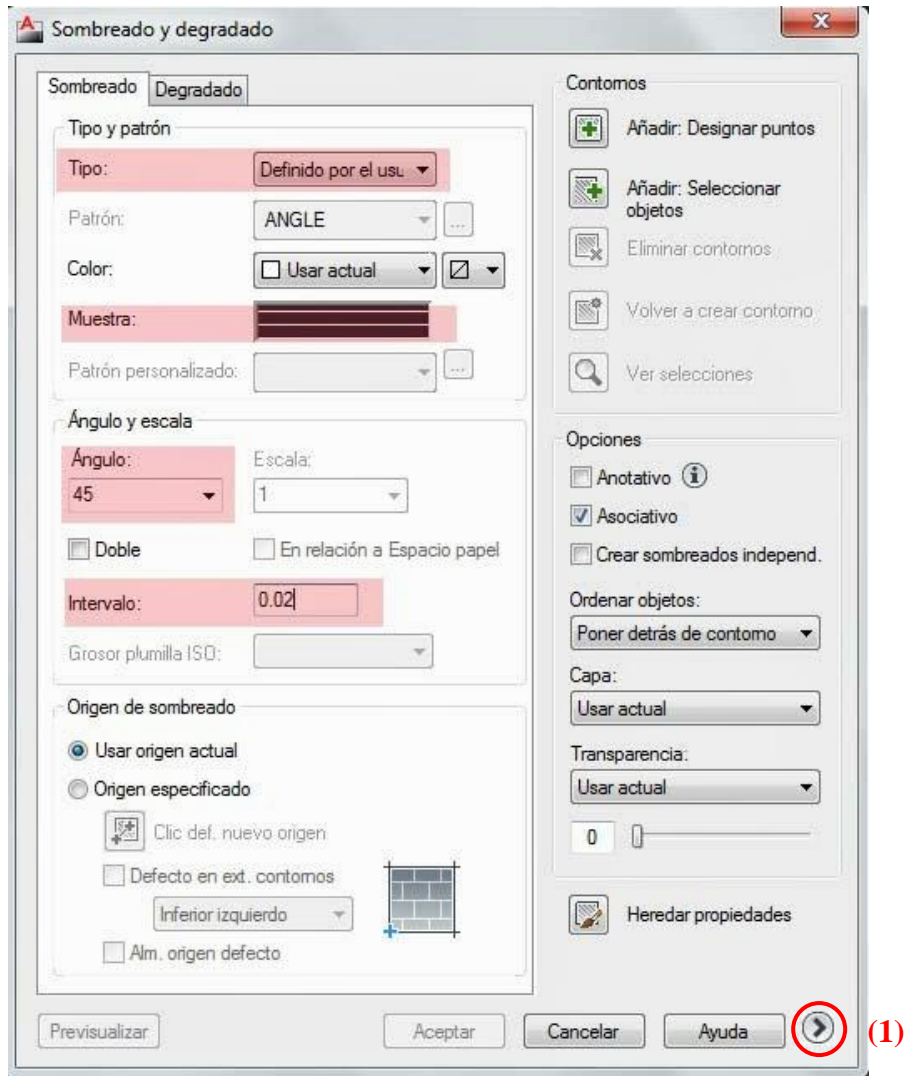 Sombreado y degradado
Sombreado Degradado
Tipo y patrón
Tipo: Definido por el usu
Patrón: ANGLE ...
Color: Usar actual
Muestra:
Patrón personalizado: ...
Ángulo y escala
Ángulo: Escala:
45 1
Doble En relación a Espacio papel
Intervalo: 0.02
Grosor plumilla ISO:
Origen de sombreado
Usar origen actual
Origen especificado
Clic def. nuevo origen
Defecto en ext. contornos
Inferior izquierdo
Alm. origen defecto
Contornos
Añadir: Designar puntos
Añadir: Seleccionar
objetos
Eliminar contornos
Volver a crear contorno
Ver selecciones
Opciones
Anotativo
Asociativo
Crear sombreados independ.
Ordenar objetos:
Poner detrás de contorno
Capa:
Usar actual
Transparencia:
Usar actual
0
Heredar propiedades
Previsualizar Aceptar Cancelar Ayuda (1)